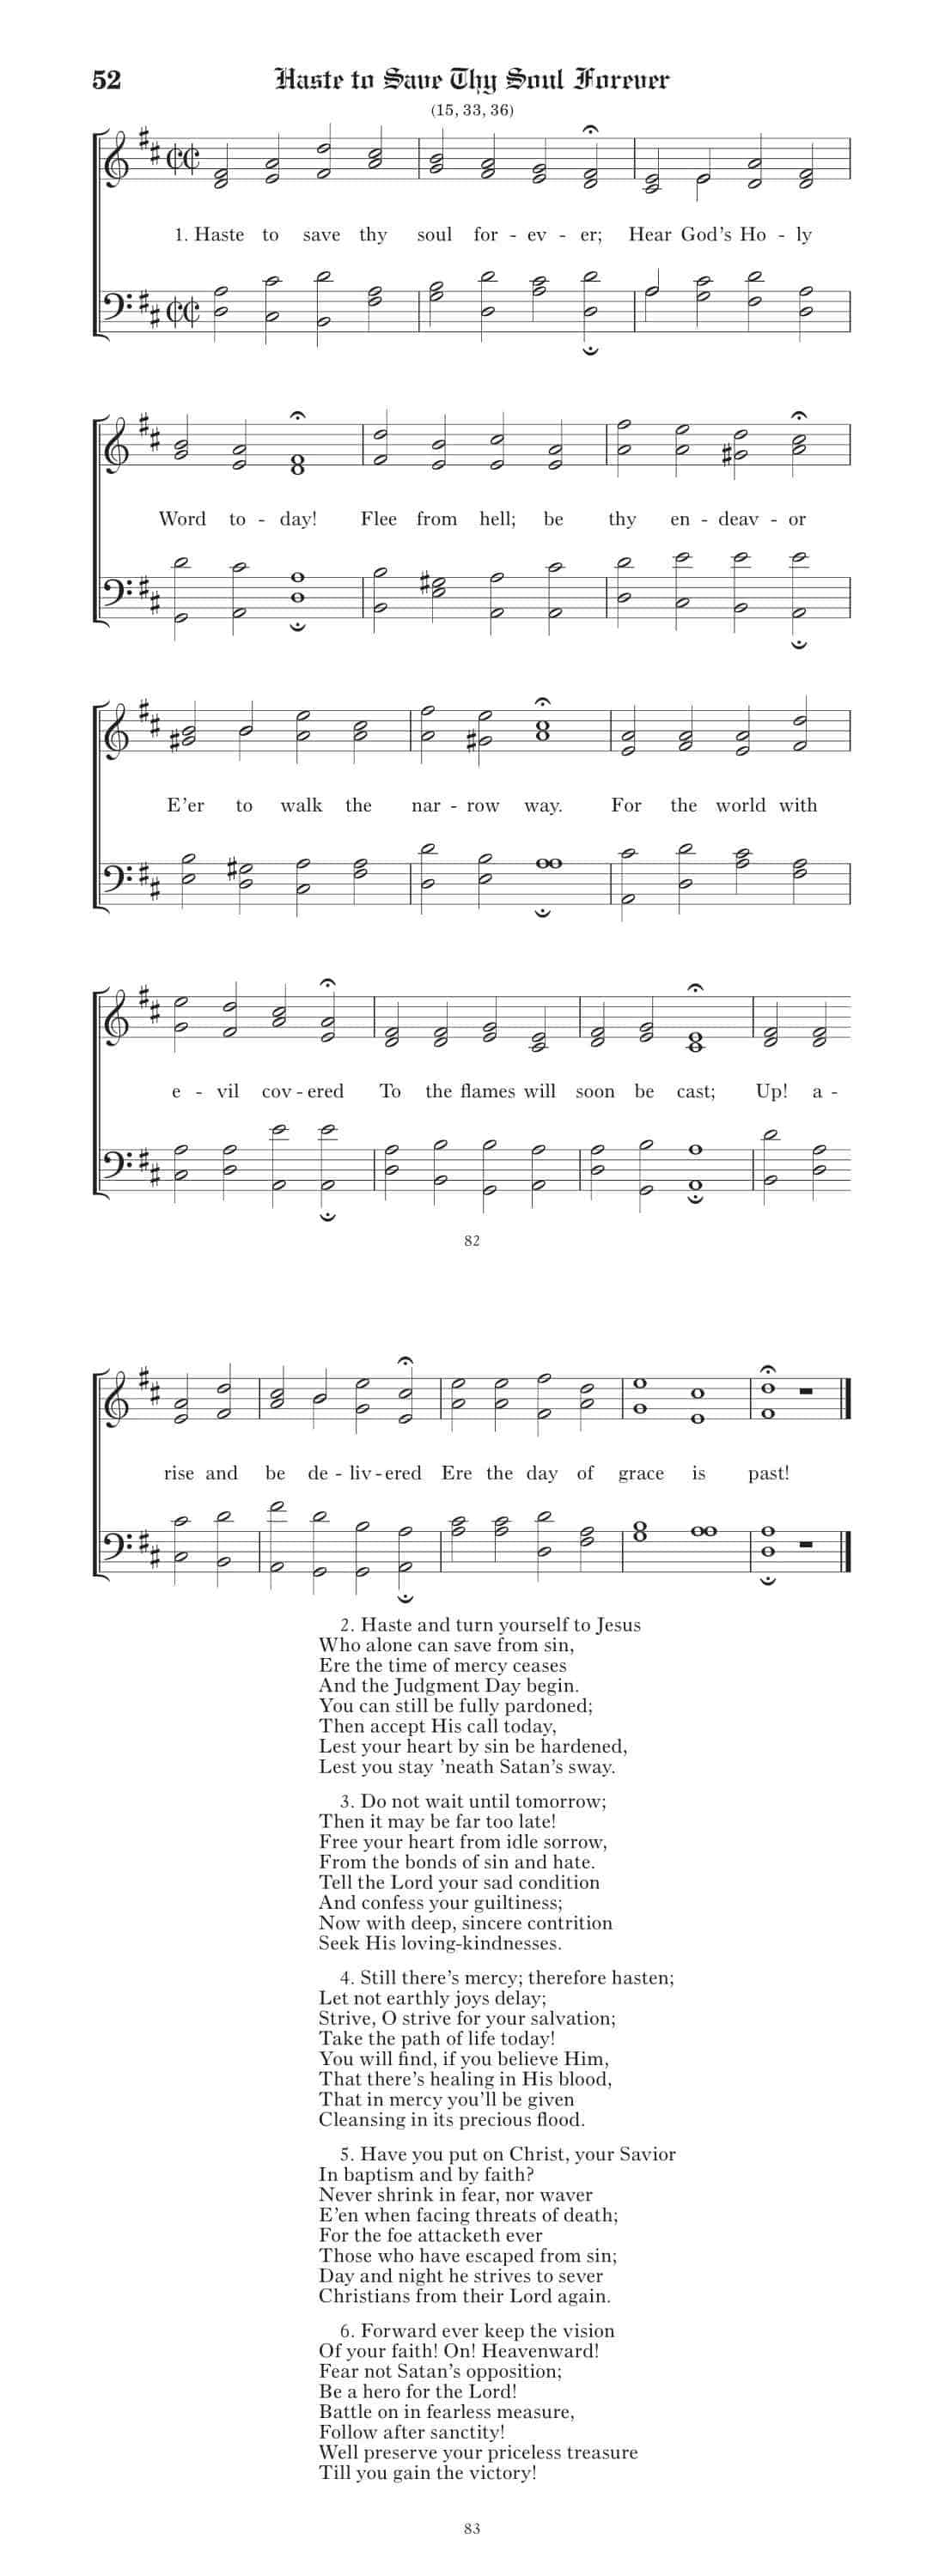 52 Haste to Save Thy Soul Forever
(15, 33, 36)
1. Haste to save thy soul for - ev - er; Hear God's Ho - ly
Word to - day! Flee from hell; be thy en - deav - or
E'er to walk the nar - row way. For the world with
e - vil cov - ered To the flames will soon be cast; Up! a -
82
rise and be de - liv - ered Ere the day of grace is past!
2. Haste and turn yourself to Jesus
Who alone can save from sin,
Ere the time of mercy ceases
And the Judgment Day begin.
You can still be fully pardoned;
Then accept His call today,
Lest your heart by sin be hardened,
Lest you stay 'neath Satan's sway.
3. Do not wait until tomorrow;
Then it may be far too late!
Free your heart from idle sorrow,
From the bonds of sin and hate.
Tell the Lord your sad condition
And confess your guiltiness;
Now with deep, sincere contrition
Seek His loving-kindnesses.
4. Still there's mercy; therefore hasten;
Let not earthly joys delay;
Strive, O strive for your salvation;
Take the path of life today!
You will find, if you believe Him,
That there's healing in His blood,
That in mercy you'll be given
Cleansing in its precious flood.
5. Have you put on Christ, your Savior
In baptism and by faith?
Never shrink in fear, nor waver
E'en when facing threats of death;
For the foe attacketh ever
Those who have escaped from sin;
Day and night he strives to sever
Christians from their Lord again.
6. Forward ever keep the vision
Of your faith! On! Heavenward!
Fear not Satan's opposition;
Be a hero for the Lord!
Battle on in fearless measure,
Follow after sanctity!
Well preserve your priceless treasure
Till you gain the victory!
83